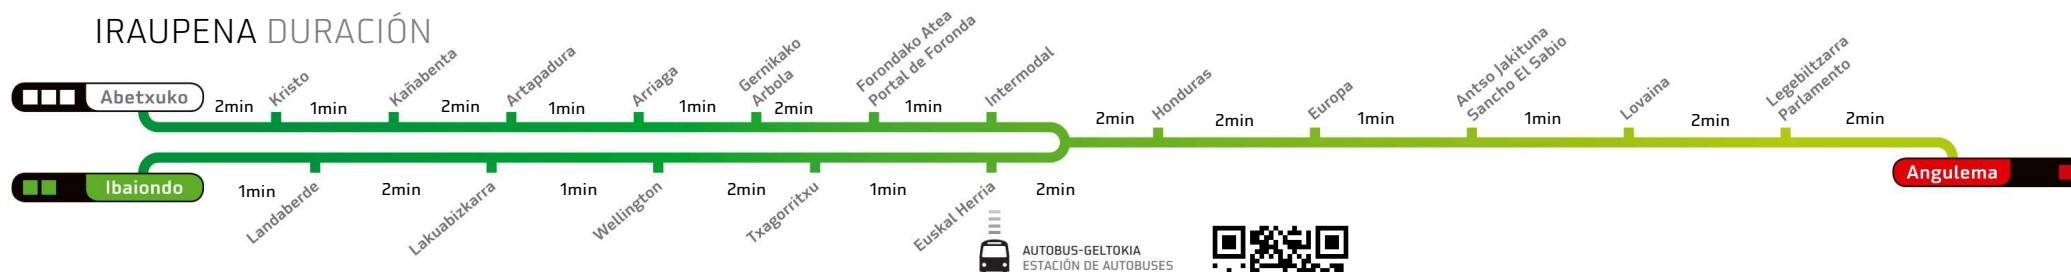 IRAUPENA DURACIÓN
Abetxuko
2min
Kristo
1min
Kañabenta
2min
Artapadura
1min
Arriaga
1min
Gernikako
Arbola
2min
Forondako Atea
Portal de Foronda
1min
Intermodal
2min
Honduras
2min
Europa
1min
Antso Jakituna
Sancho El Sabio
1min
Lovaina
2min
Legebiltzarra
Parlamento
2min
Angulema
Ibaiondo
1min
Landaberde
2min
Lakuabizkarra
1min
Wellington
2min
Txagorritxu
1min
Euskal Herria
2min
AUTOBUS-GELTOKIA
ESTACIÓN DE AUTOBUSES